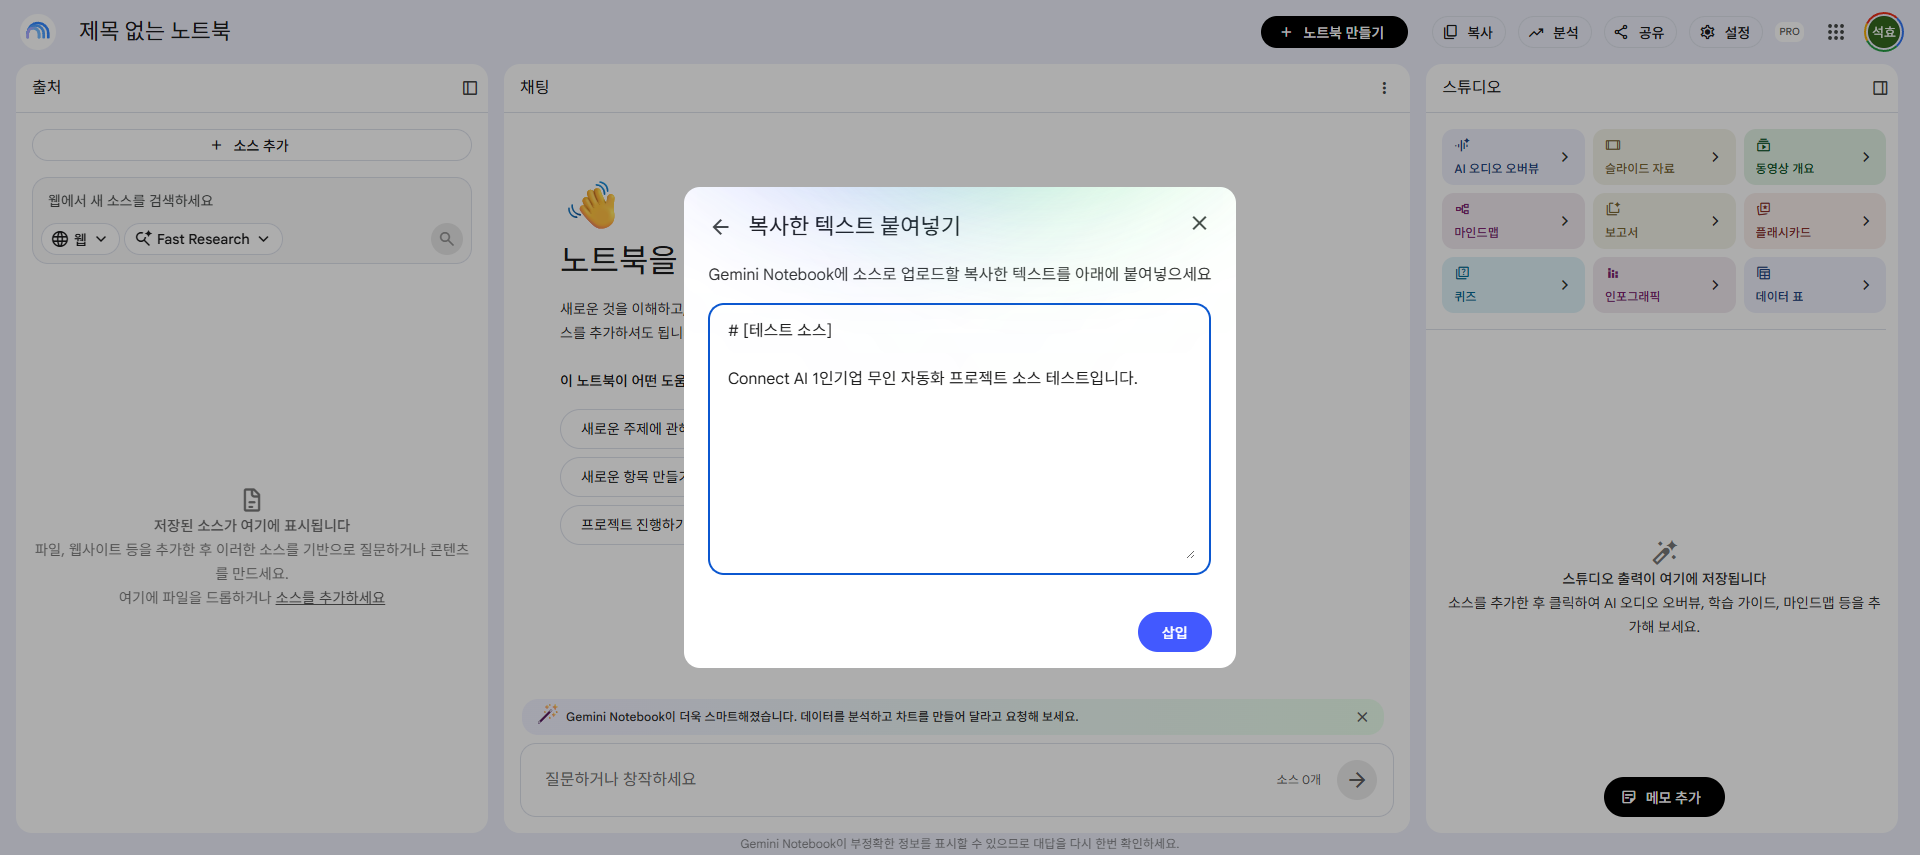 제목 없는 노트북
노트북 만들기
복사
분석
공유
설정
PRO
석효
출처
소스 추가
웹에서 새 소스를 검색하세요
웹
Fast Research
저장된 소스가 여기에 표시됩니다
파일, 웹사이트 등을 추가한 후 이러한 소스를 기반으로 질문하거나 콘텐츠
를 만드세요.
여기에 파일을 드롭하거나 소스를 추가하세요
채팅
노트북을
새로운 것을 이해하고
스를 추가하셔도 됩니
이 노트북이 어떤 도움
새로운 주제에 관
새로운 항목 만들
프로젝트 진행하
복사한 텍스트 붙여넣기
Gemini Notebook에 소스로 업로드할 복사한 텍스트를 아래에 붙여넣으세요
# [테스트 소스]
Connect AI 1인기업 무인 자동화 프로젝트 소스 테스트입니다.
삽입
Gemini Notebook이 더욱 스마트해졌습니다. 데이터를 분석하고 차트를 만들어 달라고 요청해 보세요.
질문하거나 창작하세요
소스 0개
스튜디오
AI 오디오 오버뷰
슬라이드 자료
동영상 개요
마인드맵
보고서
플래시카드
퀴즈
인포그래픽
데이터 표
스튜디오 출력이 여기에 저장됩니다
소스를 추가한 후 클릭하여 AI 오디오 오버뷰, 학습 가이드, 마인드맵 등을 추
가해 보세요.
메모 추가
Gemini Notebook이 부정확한 정보를 표시할 수 있으므로 대답을 다시 한번 확인하세요.